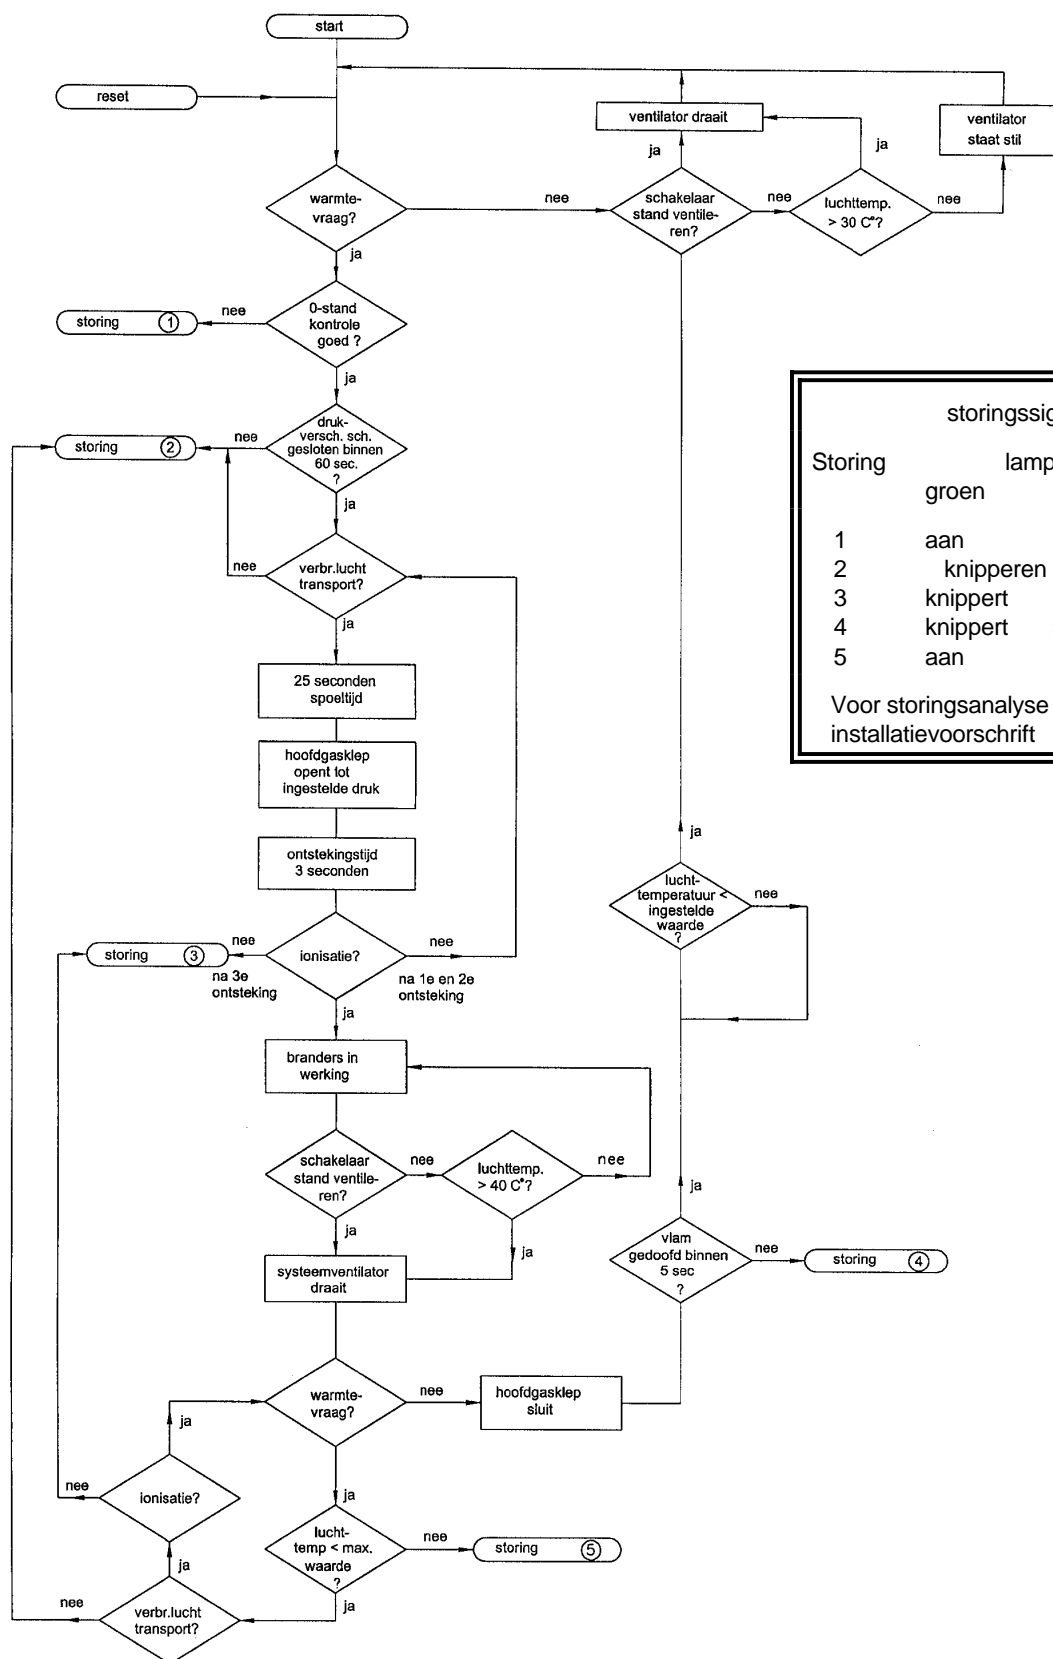 start
reset
ventilator draait
ventilator
staat stil
ja
ja
warmte-
vraag?
nee
schakelaar
stand ventile-
ren?
nee
luchttemp.
> 30 C°?
nee
ja
0-stand
kontrole
goed ?
nee
storing 1
ja
druk-
versch. sch.
gesloten binnen
60 sec.
?
nee
storing 2
ja
verbr.lucht
transport?
nee
ja
25 seconden
spoeltijd
hoofdgasklep
opent tot
ingestelde druk
ontstekingstijd
3 seconden
ionisatie?
nee
storing 3
na 3e
ontsteking
nee
na 1e en 2e
ontsteking
ja
branders in
werking
schakelaar
stand ventile-
ren?
nee
luchttemp.
> 40 C°?
nee
ja
ja
systeemventilator
draait
warmte-
vraag?
nee
hoofdgasklep
sluit
ja
lucht-
temp < max.
waarde
?
nee
storing 5
ja
verbr.lucht
transport?
nee
ja
ionisatie?
nee
ja
vlam
gedoofd binnen
5 sec
?
nee
storing 4
ja
lucht-
temperatuur <
ingestelde
waarde
?
nee
ja
storingssig
Storing lamp
groen
1 aan
2 knipperen
3 knippert
4 knippert
5 aan
Voor storingsanalyse
installatievoorschrift